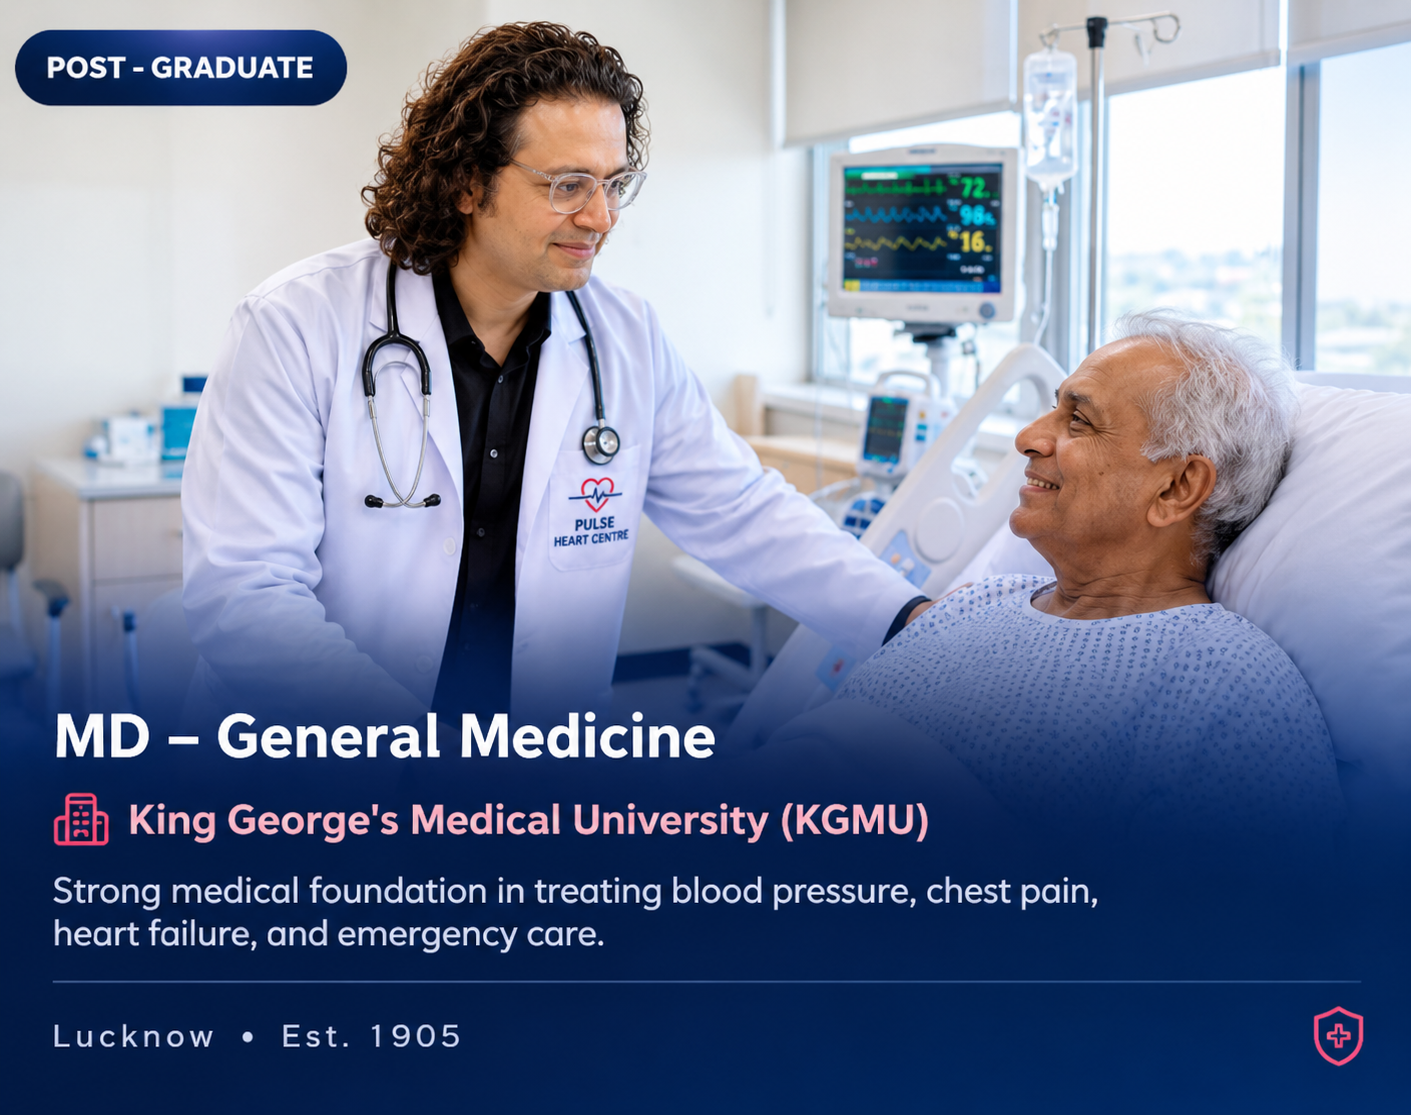 POST - GRADUATE
72
98
16
PULSE
HEART CENTRE
MD – General Medicine
King George's Medical University (KGMU)
Strong medical foundation in treating blood pressure, chest pain,
heart failure, and emergency care.
Lucknow • Est. 1905